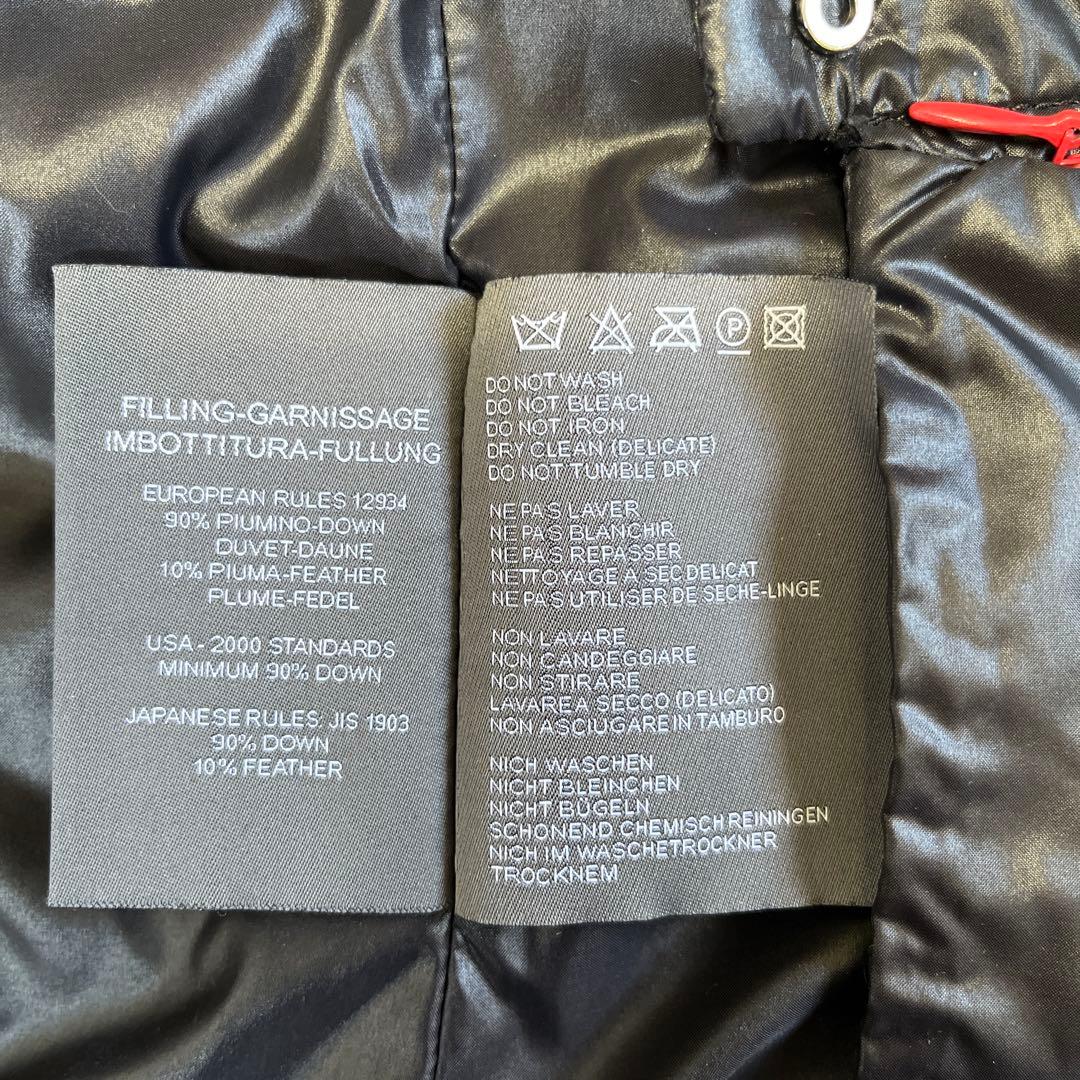 FILLING-GARNISSAGE
IMBOTTITURA-FULLUNG
EUROPEAN RULES 12934
90% PIUMINO-DOWN
DUVET-DAUNE
10% PIUMA-FEATHER
PLUME-FEDEL
USA - 2000 STANDARDS
MINIMUM 90% DOWN
JAPANESE RULES, JIS 1903
90% DOWN
10% FEATHER
P
DO NOT WASH
DO NOT BLEACH
DO NOT IRON
DRY CLEAN (DELICATE)
DO NOT TUMBLE DRY
NE PAS LAVER
NE PAS BLANCHIR
NE PAS REPASSER
NETTOYAGE A SEC DELICAT
NE PAS UTILISER DE SECHE-LINGE
NON LAVARE
NON CANDEGGIARE
NON STIRARE
LAVARE A SECCO (DELICATO)
NON ASCIUGARE IN TAMBURO
NICH WASCHEN
NICHT BLEINCHEN
NICHT BÜGELN
SCHONEND CHEMISCH REININGEN
NICH IM WASCHETROCKNER
TROCKNEM